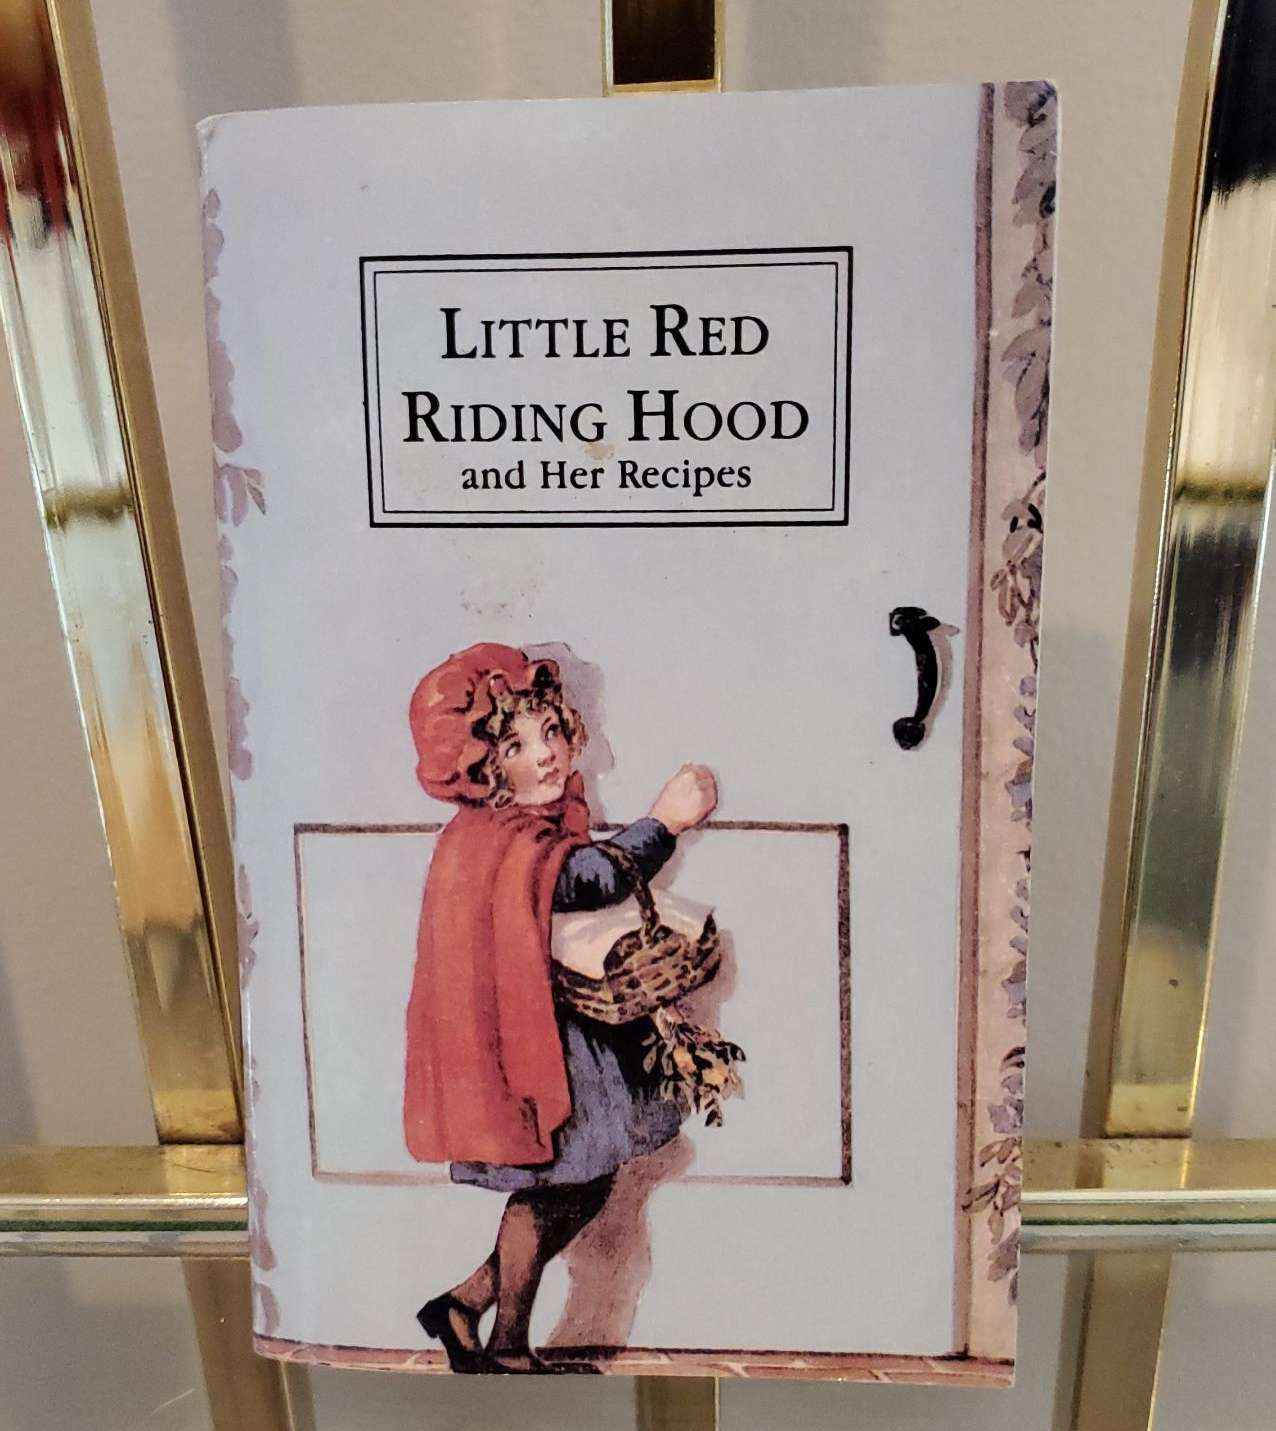 Little Red
Riding Hood
and Her Recipes